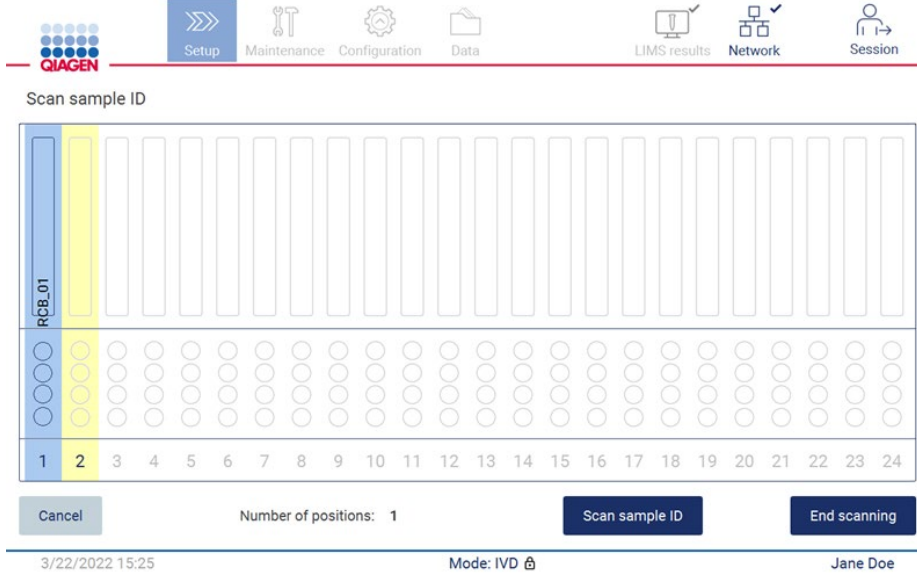 QIAGEN
Setup Maintenance Configuration Data LIMS results Network Session
Scan sample ID
RCB_01
1 2 3 4 5 6 7 8 9 10 11 12 13 14 15 16 17 18 19 20 21 22 23 24
Cancel Number of positions: 1 Scan sample ID End scanning
3/22/2022 15:25 Mode: IVD Jane Doe